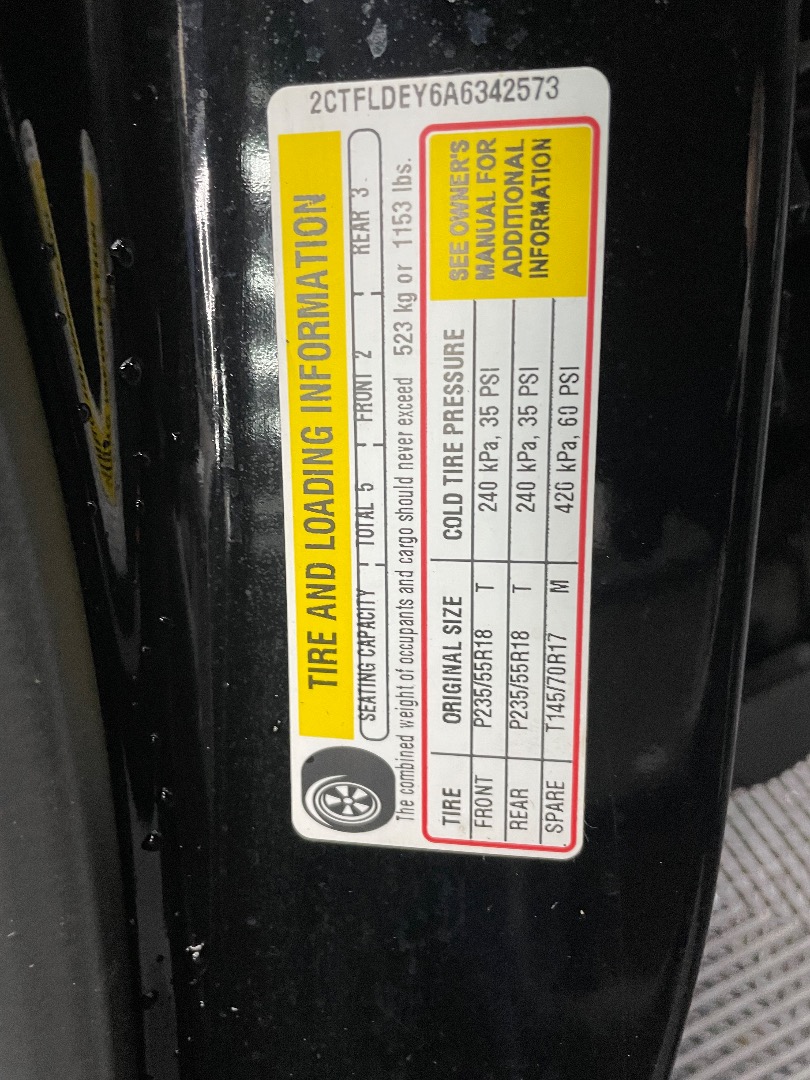 2CTFLDEY6A6342573
TIRE AND LOADING INFORMATION
SEATING CAPACITY TOTAL 5 FRONT 2 REAR 3
The combined weight of occupants and cargo should never exceed 523 kg or 1153 lbs.
TIRE ORIGINAL SIZE COLD TIRE PRESSURE
FRONT P235/55R18 T 240 kPa, 35 PSI
REAR P235/55R18 T 240 kPa, 35 PSI
SPARE T145/70R17 M 420 kPa, 60 PSI
SEE OWNER'S
MANUAL FOR
ADDITIONAL
INFORMATION